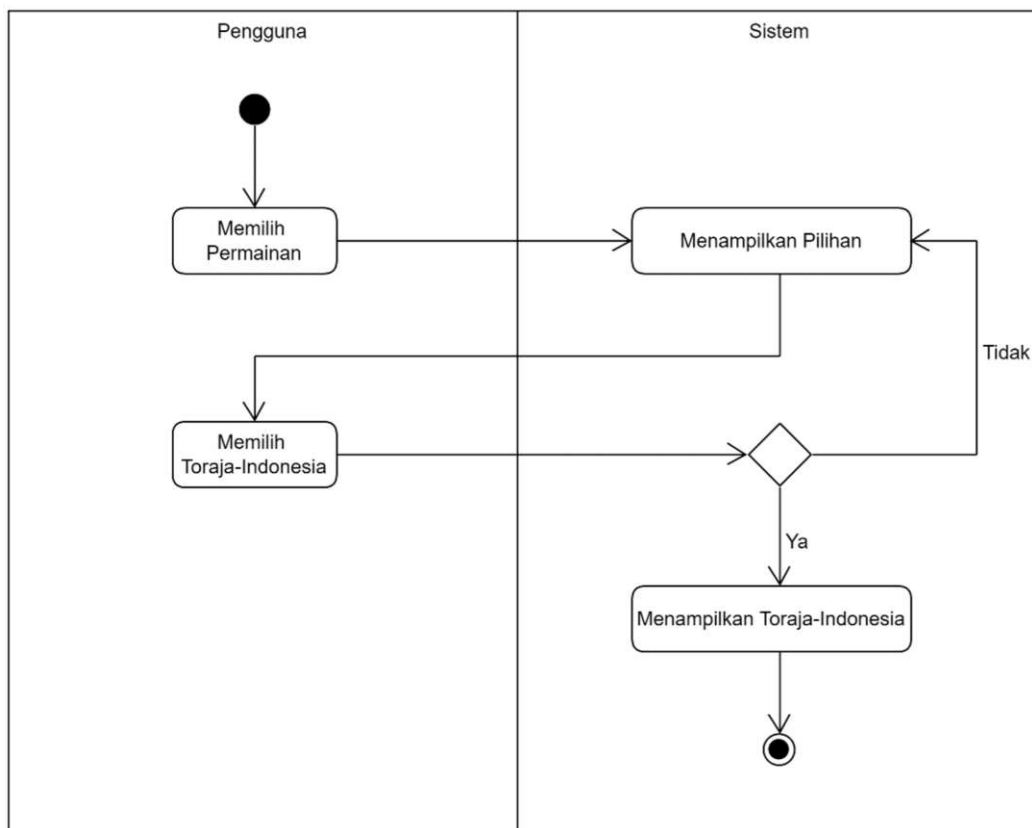 Pengguna
Sistem
Memilih
Permainan
Menampilkan Pilihan
Tidak
Memilih
Toraja-Indonesia
Ya
Menampilkan Toraja-Indonesia